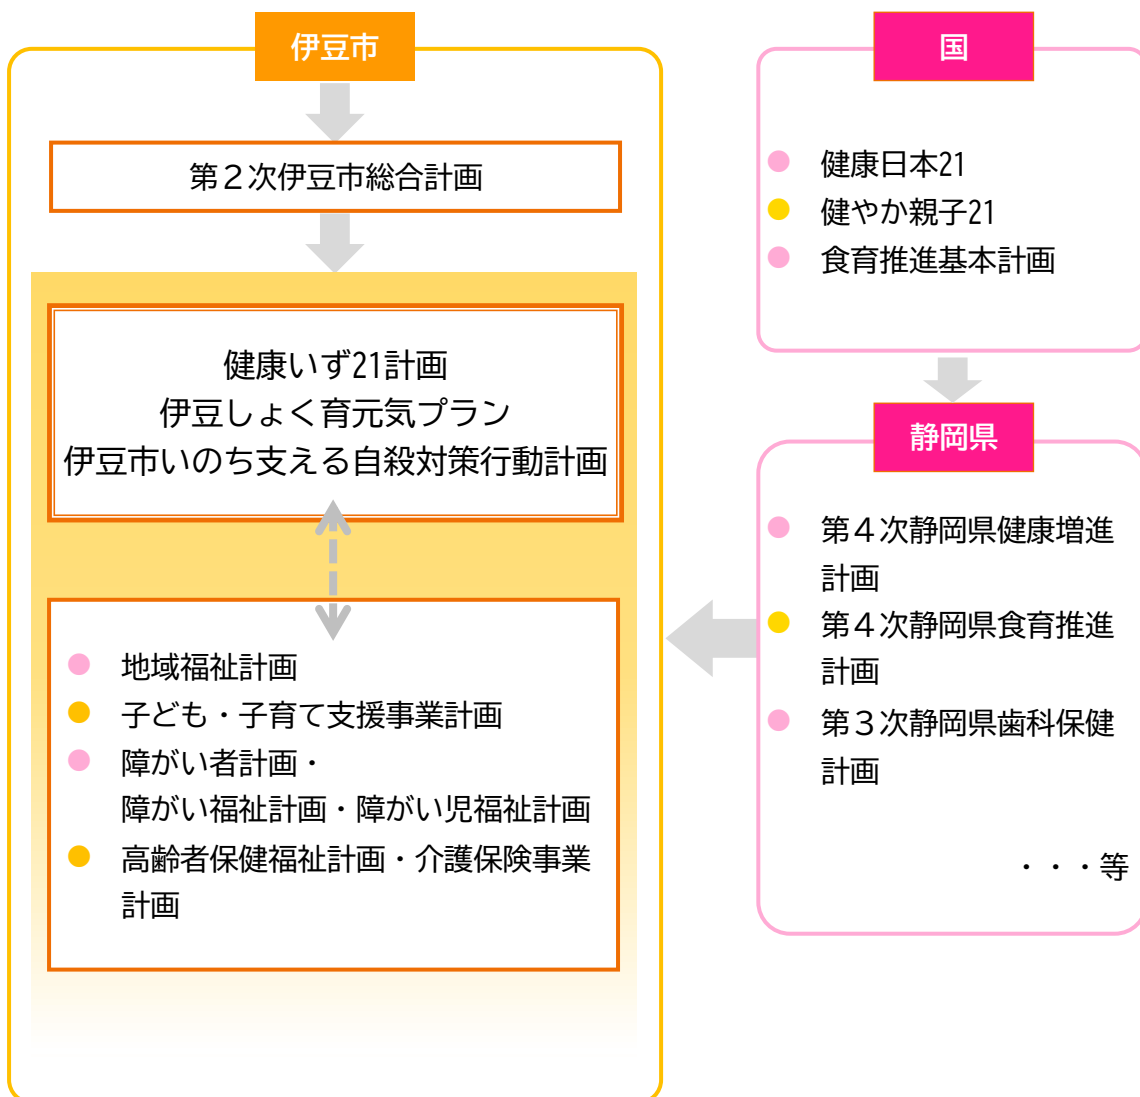 伊豆市
第２次伊豆市総合計画
健康いず21計画
伊豆しょく育元気プラン
伊豆市いのち支える自殺対策行動計画
地域福祉計画
子ども・子育て支援事業計画
障がい者計画・
障がい福祉計画・障がい児福祉計画
高齢者保健福祉計画・介護保険事業
計画
国
健康日本21
健やか親子21
食育推進基本計画
静岡県
第４次静岡県健康増進
計画
第４次静岡県食育推進
計画
第３次静岡県歯科保健
計画
・・・等